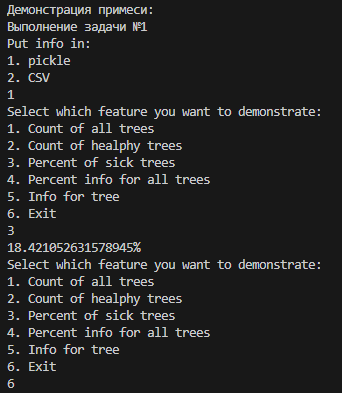 Демонстрация примеси:
Выполнение задачи №1
Put info in:
1. pickle
2. CSV
1
Select which feature you want to demonstrate:
1. Count of all trees
2. Count of healphy trees
3. Percent of sick trees
4. Percent info for all trees
5. Info for tree
6. Exit
3
18.421052631578945%
Select which feature you want to demonstrate:
1. Count of all trees
2. Count of healphy trees
3. Percent of sick trees
4. Percent info for all trees
5. Info for tree
6. Exit
6